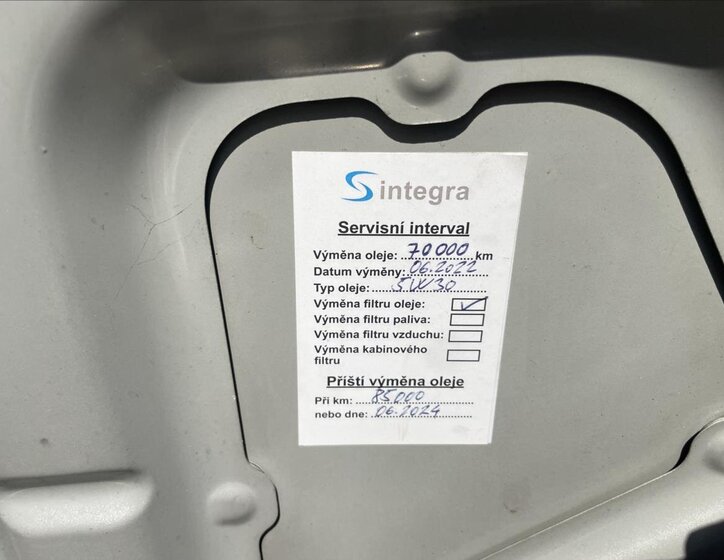 Sintegra
Servisní interval
Výměna oleje: 70000 km
Datum výměny: 06.2022
Typ oleje: 5W30
Výměna filtru oleje:
Výměna filtru paliva:
Výměna filtru vzduchu:
Výměna kabinového
filtru
Příští výměna oleje
Při km: 85000
nebo dne: 06.2024